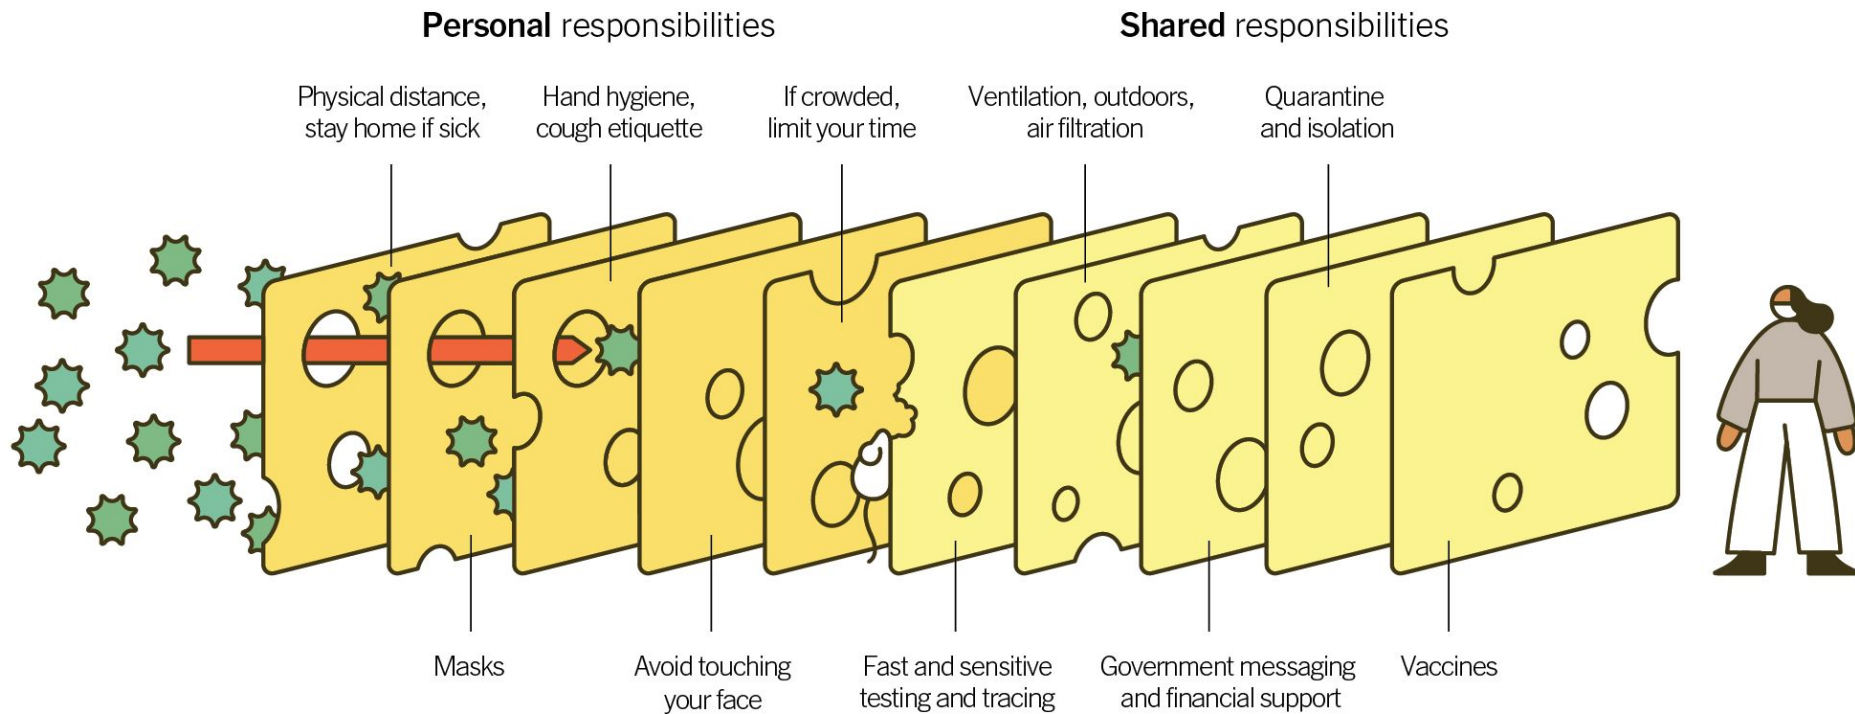 Personal responsibilities
Shared responsibilities
Physical distance,
stay home if sick
Hand hygiene,
cough etiquette
If crowded,
limit your time
Ventilation, outdoors,
air filtration
Quarantine
and isolation
Masks
Avoid touching
your face
Fast and sensitive
testing and tracing
Government messaging
and financial support
Vaccines